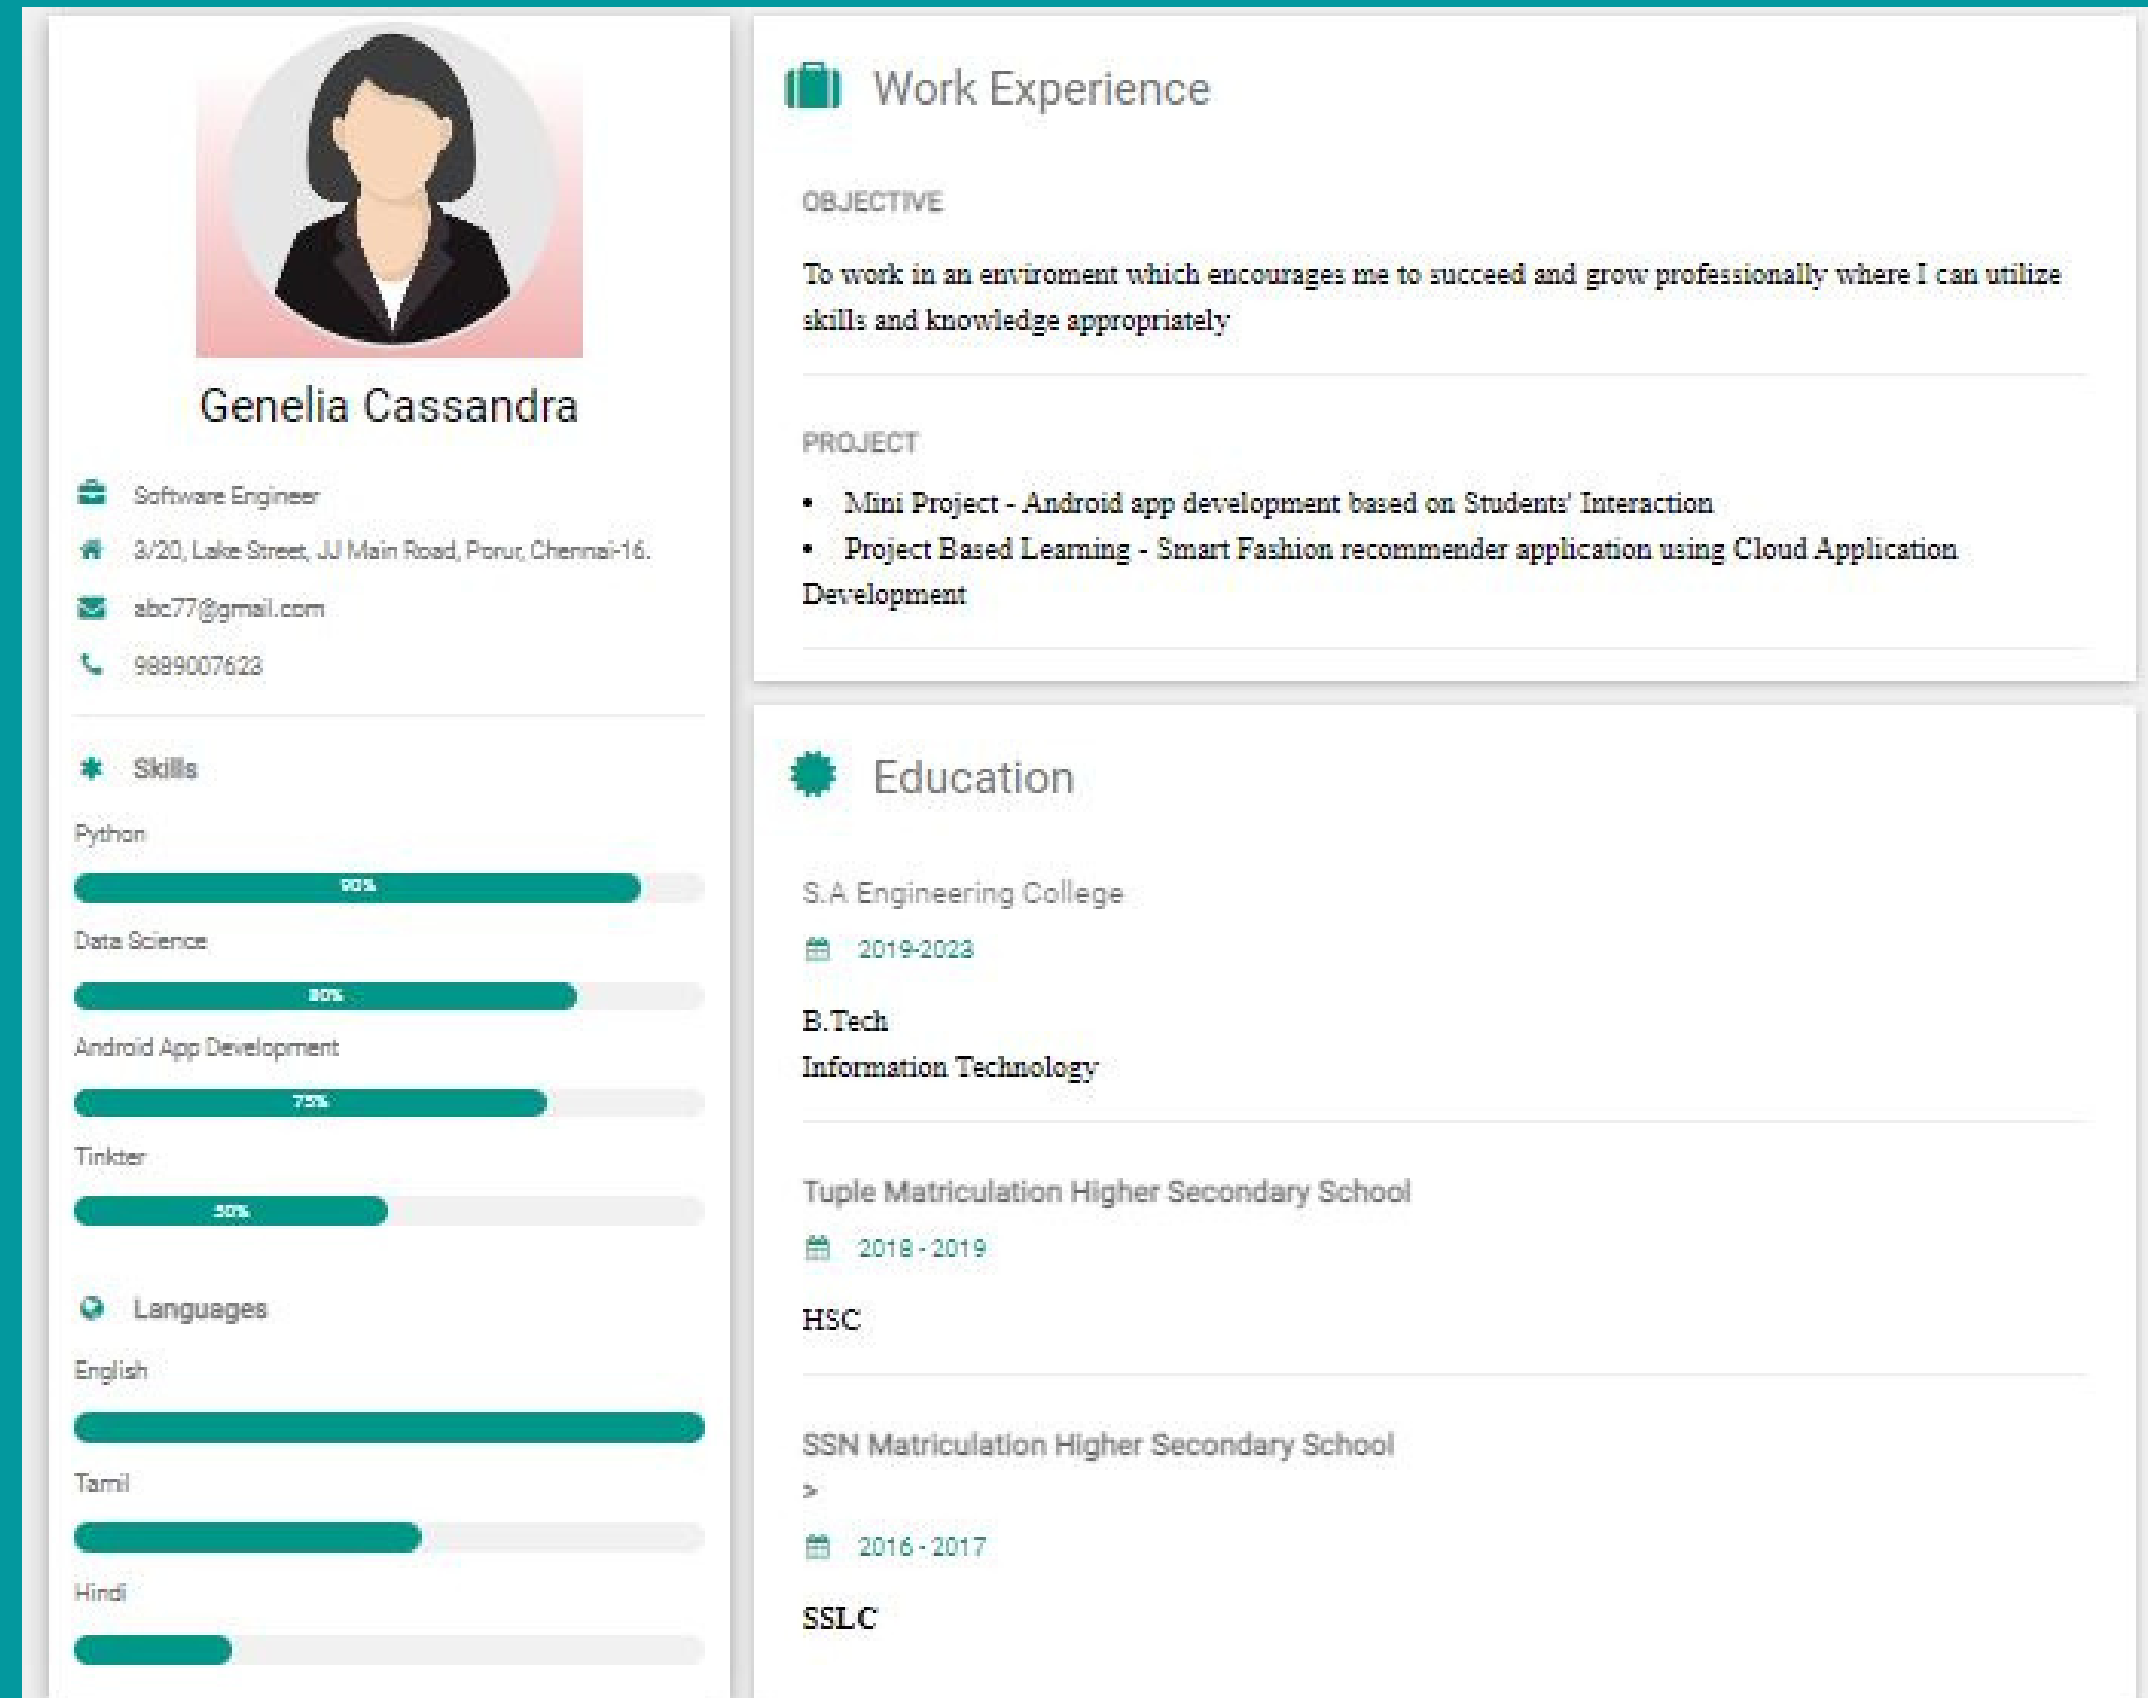 Genelia Cassandra
Software Engineer
3/20, Lake Street, JJ Main Road, Porur, Chennai-16.
abc77@gmail.com
9889007623
Skills
Python
90%
Data Science
80%
Android App Development
75%
Tinkter
50%
Languages
English
Tamil
Hindi
Work Experience
OBJECTIVE
To work in an enviroment which encourages me to succeed and grow professionally where I can utilize
skills and knowledge appropriately
PROJECT
• Mini Project - Android app development based on Students' Interaction
• Project Based Learning - Smart Fashion recommender application using Cloud Application
Development
Education
S.A Engineering College
2019-2023
B.Tech
Information Technology
Tuple Matriculation Higher Secondary School
2018 - 2019
HSC
SSN Matriculation Higher Secondary School
>
2016 - 2017
SSLC